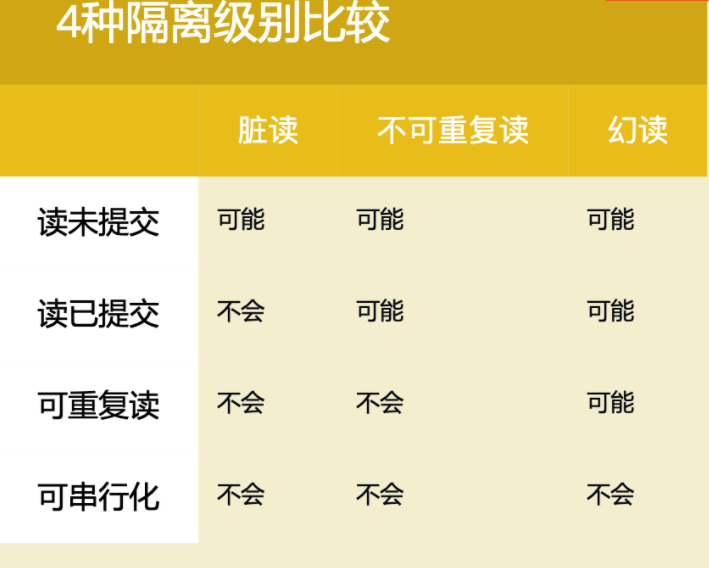 4种隔离级别比较
脏读 不可重复读 幻读
读未提交 可能 可能 可能
读已提交 不会 可能 可能
可重复读 不会 不会 可能
可串行化 不会 不会 不会